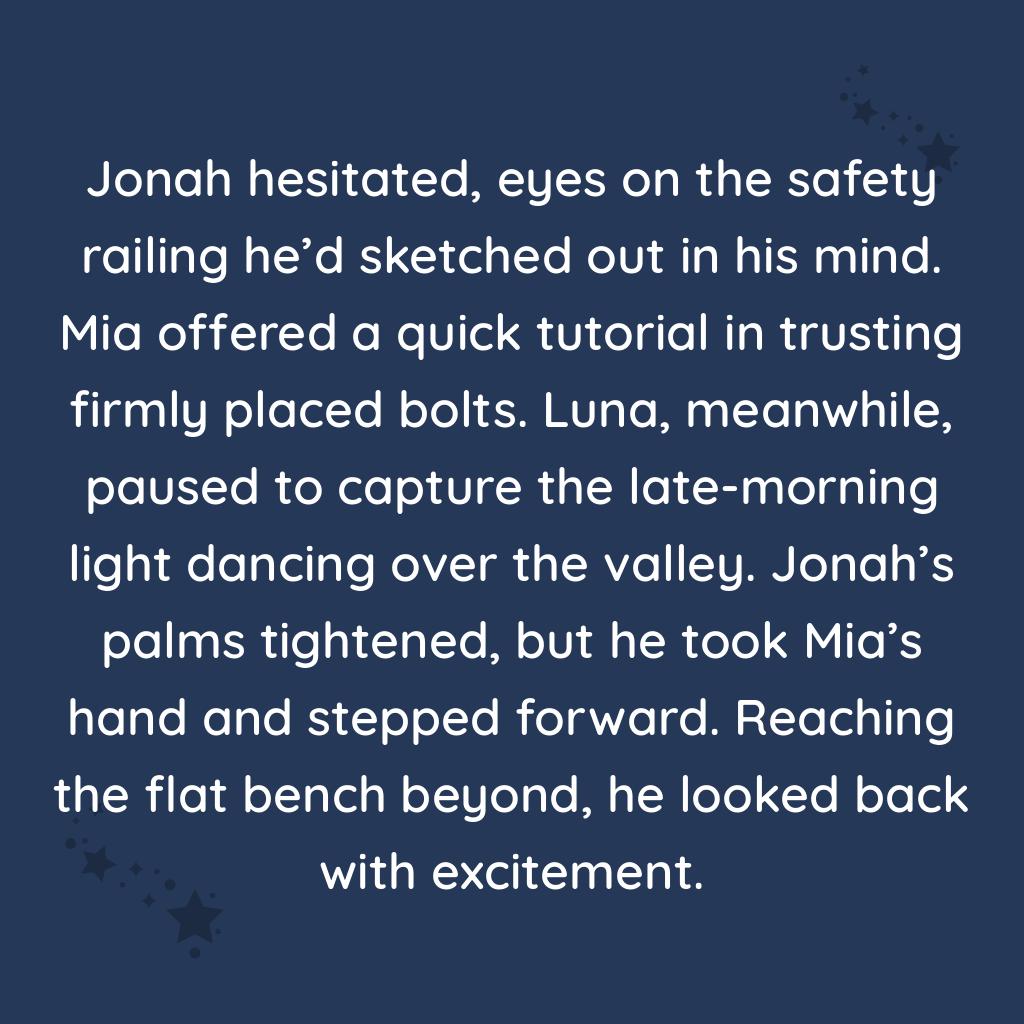 Jonah hesitated, eyes on the safety
railing he’d sketched out in his mind.
Mia offered a quick tutorial in trusting
firmly placed bolts. Luna, meanwhile,
paused to capture the late-morning
light dancing over the valley. Jonah’s
palms tightened, but he took Mia’s
hand and stepped forward. Reaching
the flat bench beyond, he looked back
with excitement.